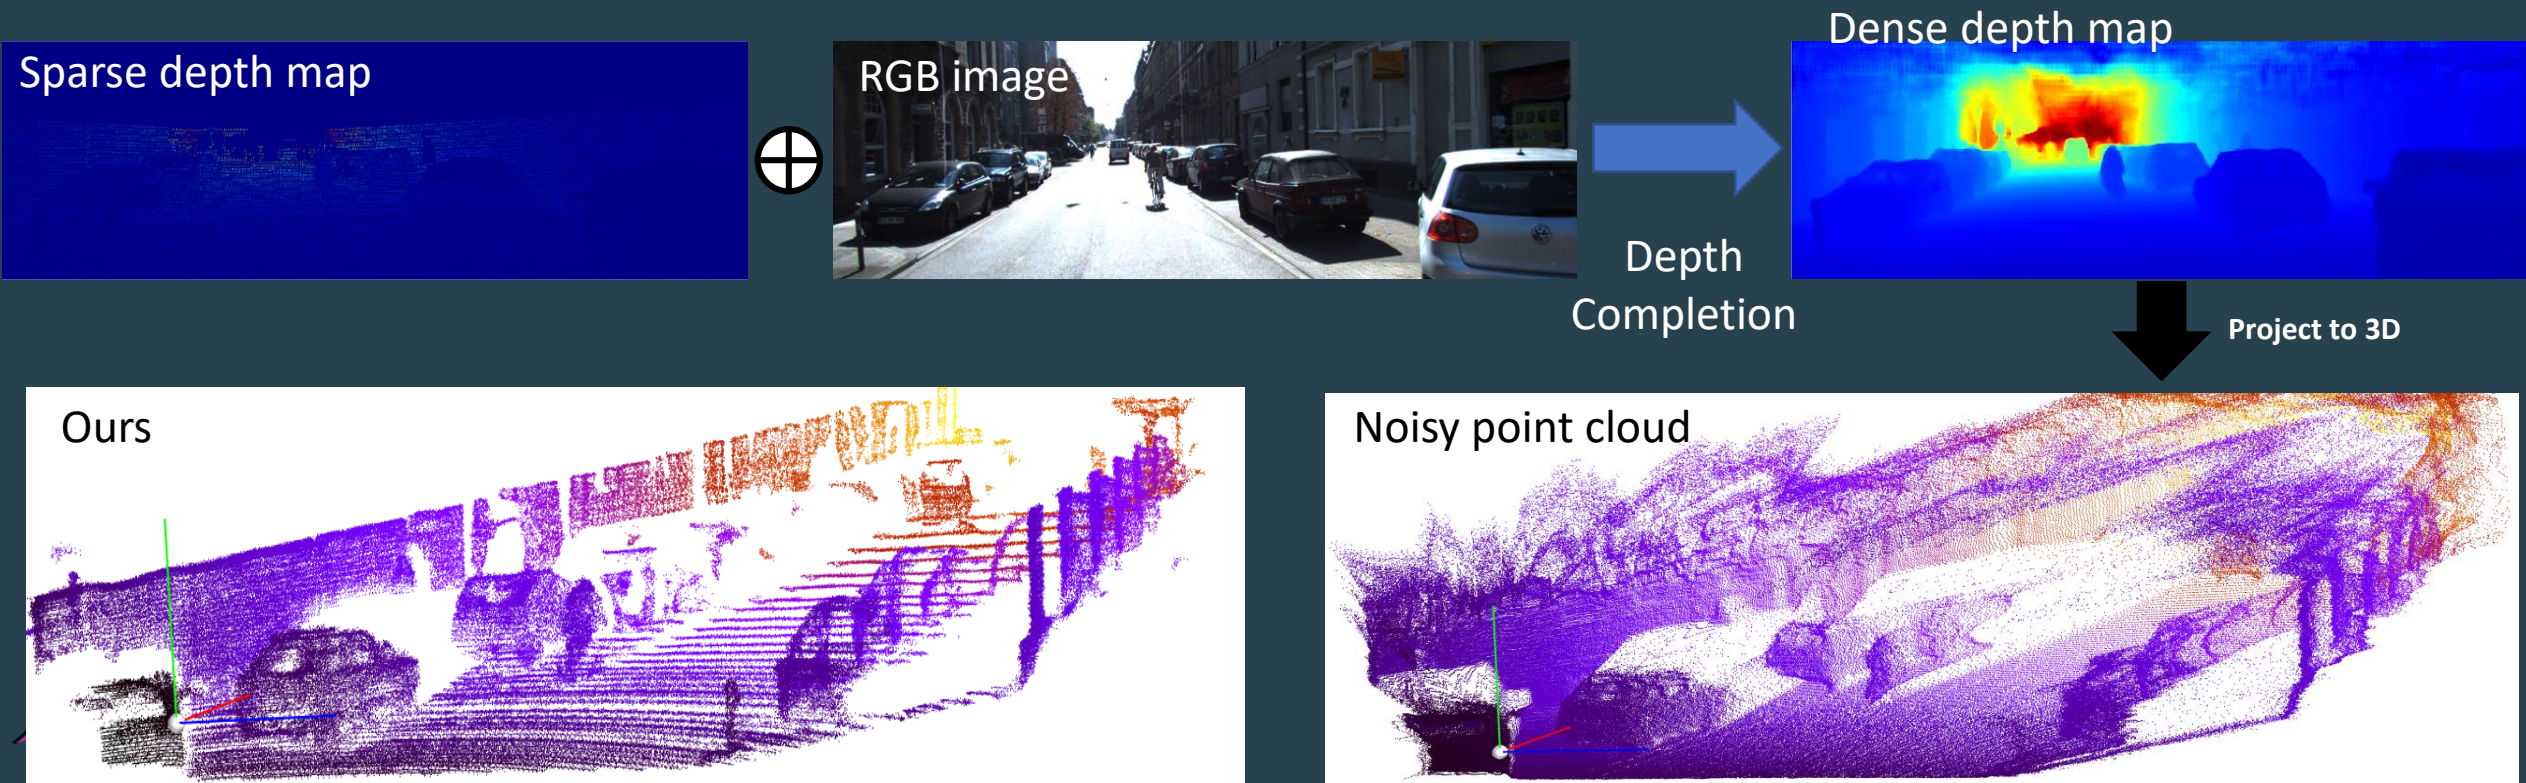 Sparse depth map
RGB image
Dense depth map
Depth
Completion
Project to 3D
Ours
Noisy point cloud